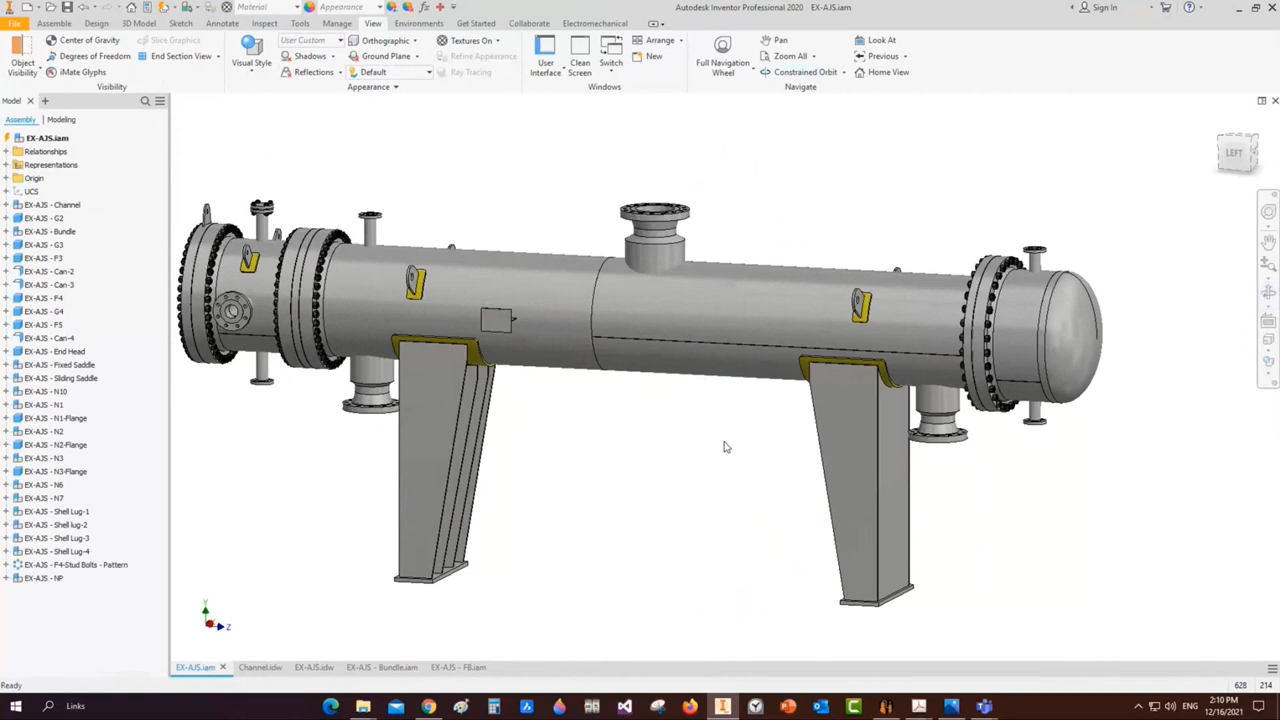 Material
Appearance
Autodesk Inventor Professional 2020 EX-AJS.iam
Sign In
File Assemble Design 3D Model Sketch Annotate Inspect Tools Manage View Environments Get Started Collaborate Electromechanical
Object
Visibility
Center of Gravity
Degrees of Freedom
iMate Glyphs
Slice Graphics
End Section View
Visibility
Visual Style
User Custom
Shadows
Reflections
Orthographic
Ground Plane
Default
Textures On
Refine Appearance
Ray Tracing
Appearance
User
Interface
Clean
Screen
Switch
Arrange
New
Windows
Full Navigation
Wheel
Pan
Zoom All
Constrained Orbit
Look At
Previous
Home View
Navigate
Model
Assembly Modeling
EX-AJS.iam
Relationships
Representations
Origin
UCS
EX-AJS - Channel
EX-AJS - G2
EX-AJS - Bundle
EX-AJS - G3
EX-AJS - F3
EX-AJS - Can-2
EX-AJS - Can-3
EX-AJS - F4
EX-AJS - G4
EX-AJS - F5
EX-AJS - Can-4
EX-AJS - End Head
EX-AJS - Fixed Saddle
EX-AJS - Sliding Saddle
EX-AJS - N10
EX-AJS - N1
EX-AJS - N1-Flange
EX-AJS - N2
EX-AJS - N2-Flange
EX-AJS - N3
EX-AJS - N3-Flange
EX-AJS - N6
EX-AJS - N7
EX-AJS - Shell Lug-1
EX-AJS - Shell lug-2
EX-AJS - Shell Lug-3
EX-AJS - Shell Lug-4
EX-AJS - F4-Stud Bolts - Pattern
EX-AJS - NP
LEFT
Y
Z
EX-AJS.iam Channel.idw EX-AJS.idw EX-AJS - Bundle.iam EX-AJS - FB.iam
Ready
628 214
Links
2:10 PM
12/16/2021